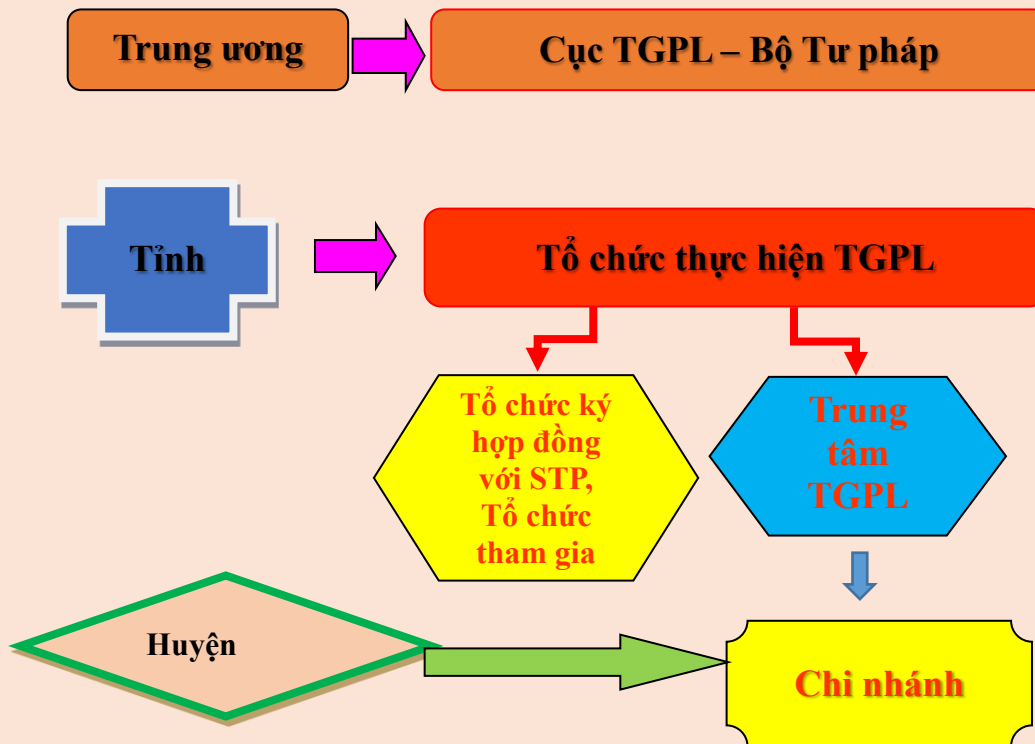 Trung ương
Cục TGPL – Bộ Tư pháp
Tỉnh
Tổ chức thực hiện TGPL
Tổ chức ký
hợp đồng
với STP,
Tổ chức
tham gia
Trung
tâm
TGPL
Huyện
Chi nhánh